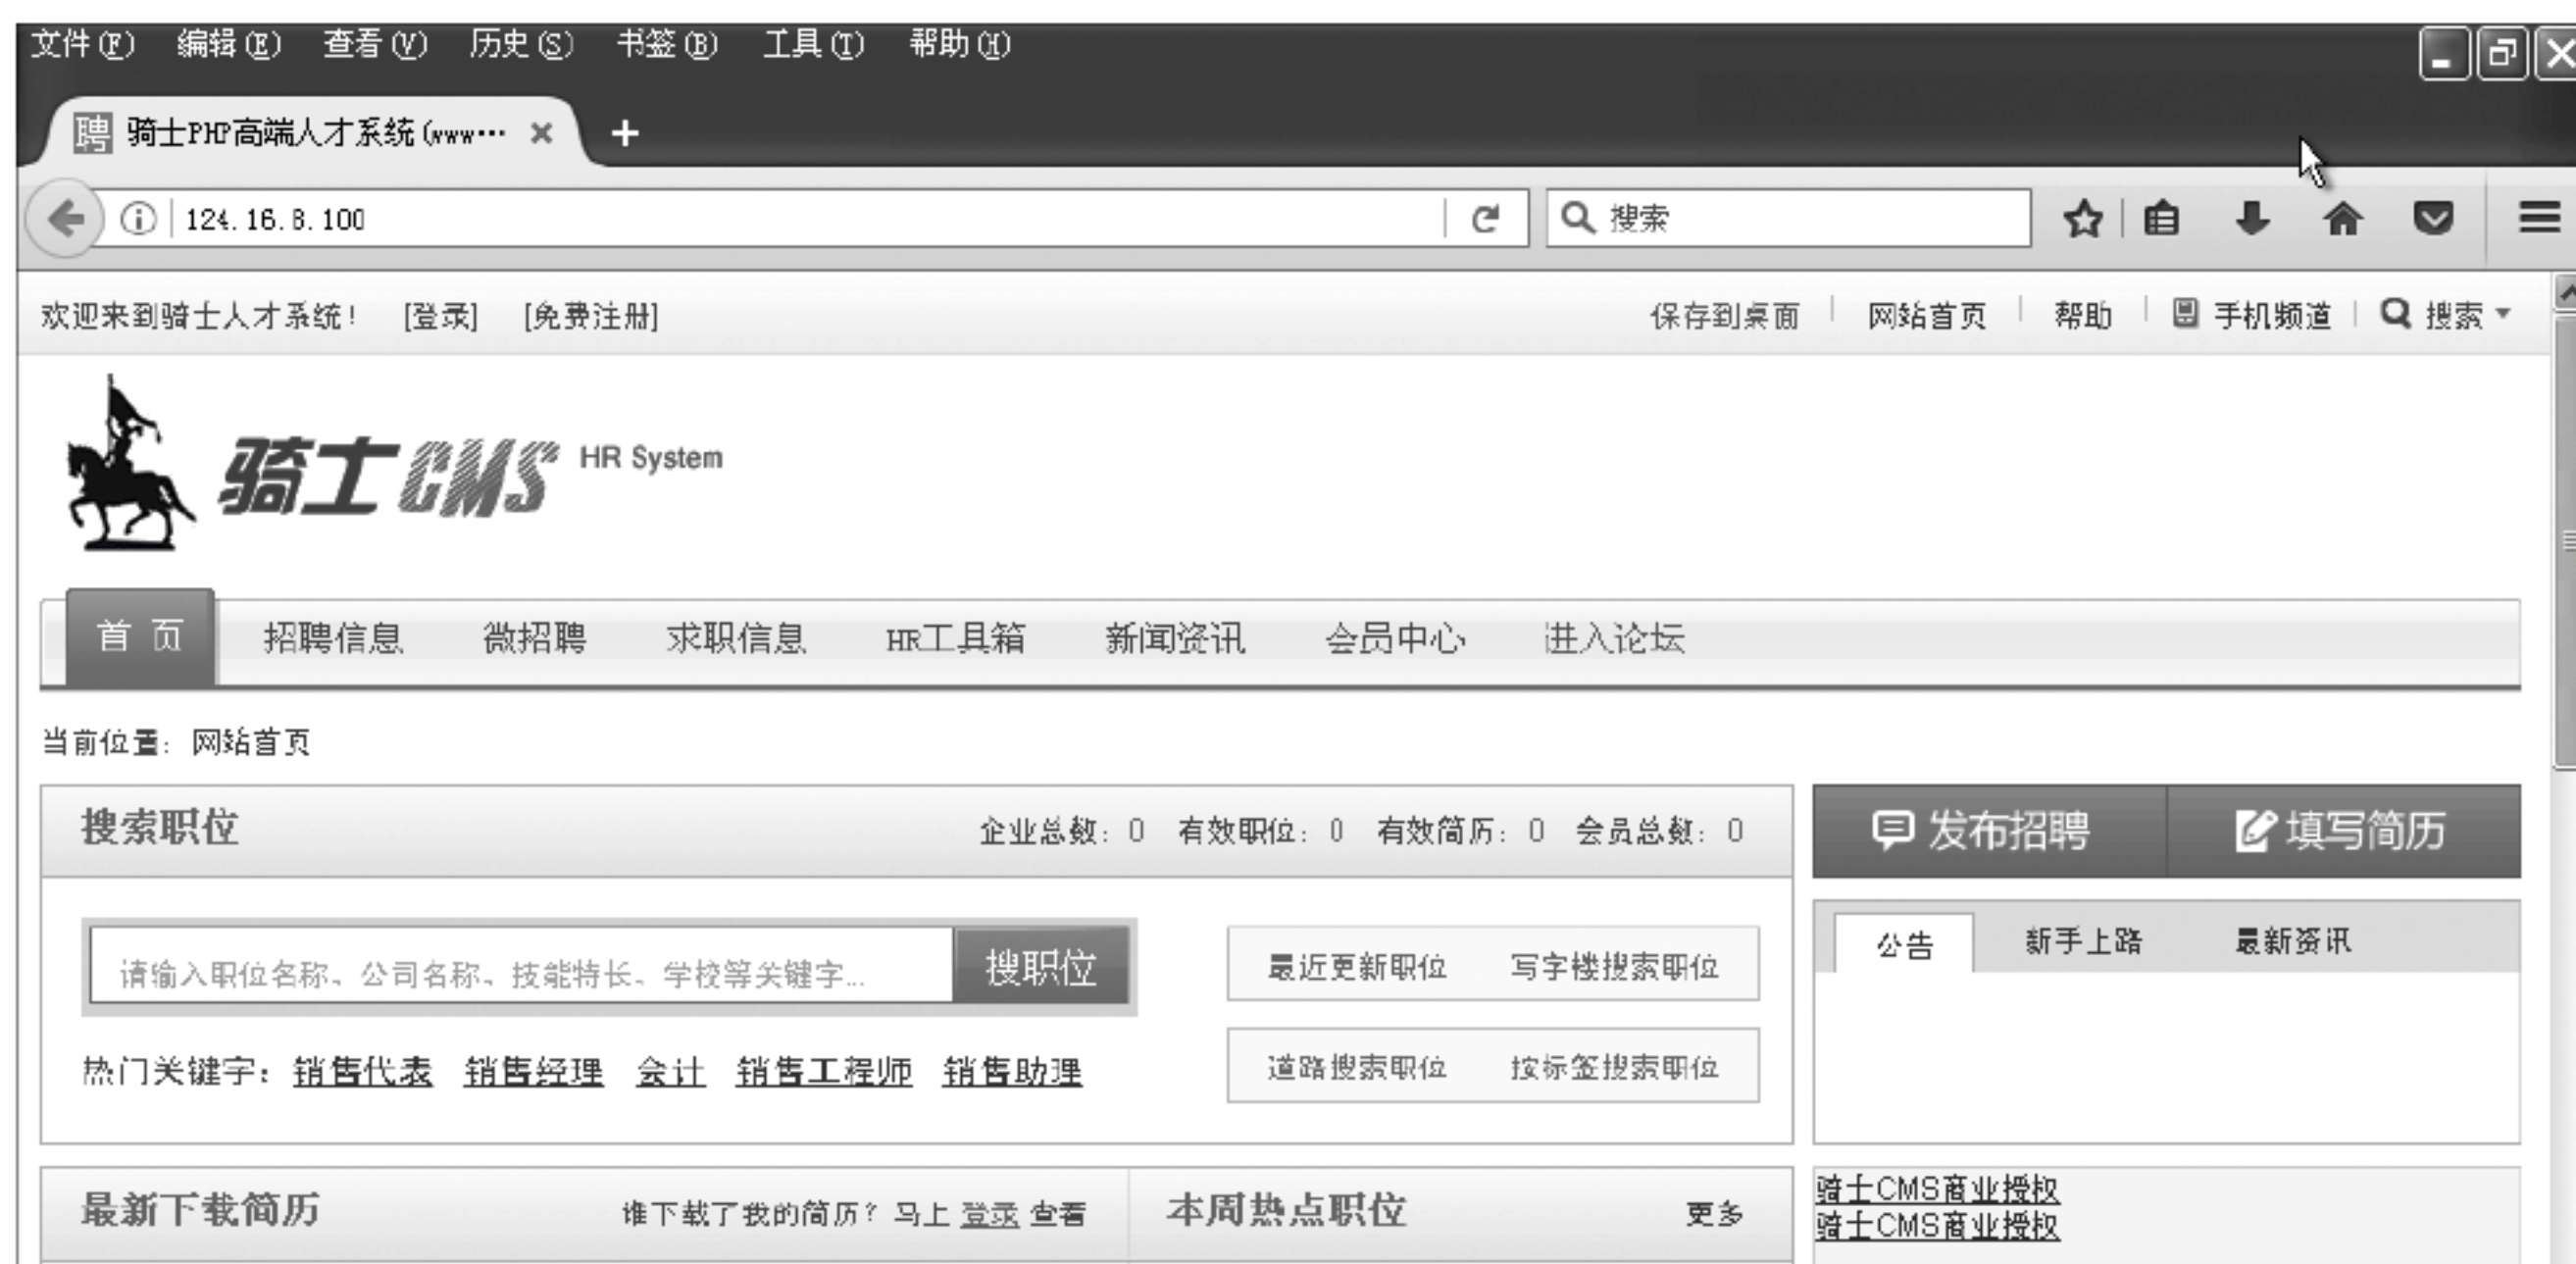 文件(F) 编辑(E) 查看(V) 历史(S) 书签(B) 工具(T) 帮助(H)
聘 骑士PHP高端人才系统(www…
124.16.8.100 搜索
欢迎来到骑士人才系统! [登录] [免费注册] 保存到桌面 网站首页 帮助 手机频道 搜索
骑士CMS HR System
首页 招聘信息 微招聘 求职信息 HR工具箱 新闻资讯 会员中心 进入论坛
当前位置: 网站首页
搜索职位 企业总数: 0 有效职位: 0 有效简历: 0 会员总数: 0 发布招聘 填写简历
公告 新手上路 最新资讯
请输入职位名称、公司名称、技能特长、学校等关键字... 搜职位 最近更新职位 写字楼搜索职位
热门关键字: 销售代表 销售经理 会计 销售工程师 销售助理 道路搜索职位 按标签搜索职位
最新下载简历 谁下载了我的简历? 马上 登录 查看 本周热点职位 更多
骑士CMS商业授权
骑士CMS商业授权